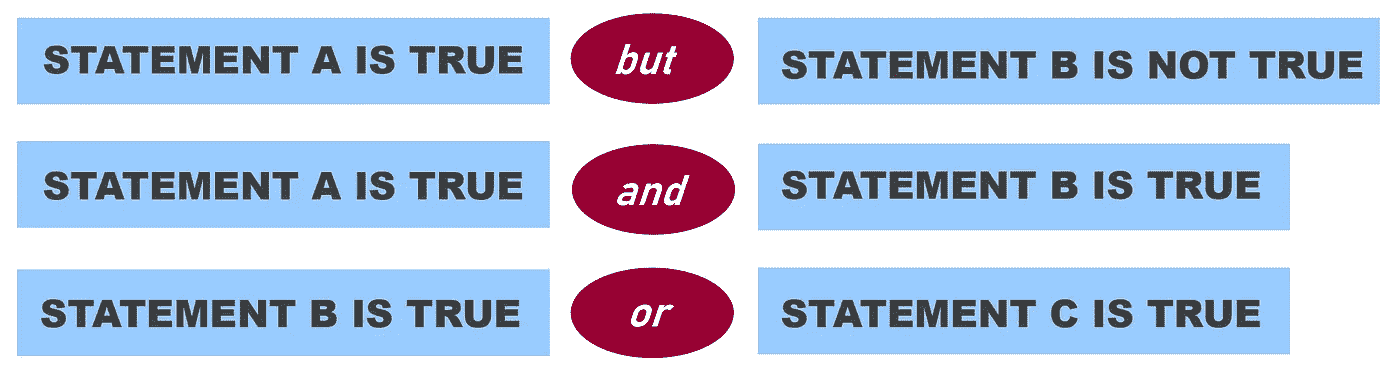 STATEMENT A IS TRUE but STATEMENT B IS NOT TRUE
STATEMENT A IS TRUE and STATEMENT B IS TRUE
STATEMENT B IS TRUE or STATEMENT C IS TRUE